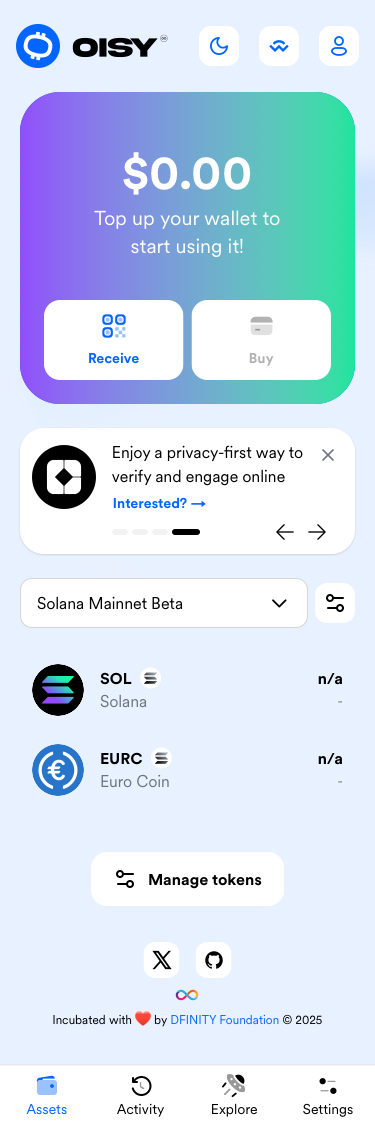 OISY
$0.00
Top up your wallet to
start using it!
Receive
Buy
Enjoy a privacy-first way to
verify and engage online
Interested? →
Solana Mainnet Beta
SOL
n/a
Solana
-
EURC
n/a
Euro Coin
-
Manage tokens
Incubated with ❤️ by DFINITY Foundation © 2025
Assets
Activity
Explore
Settings